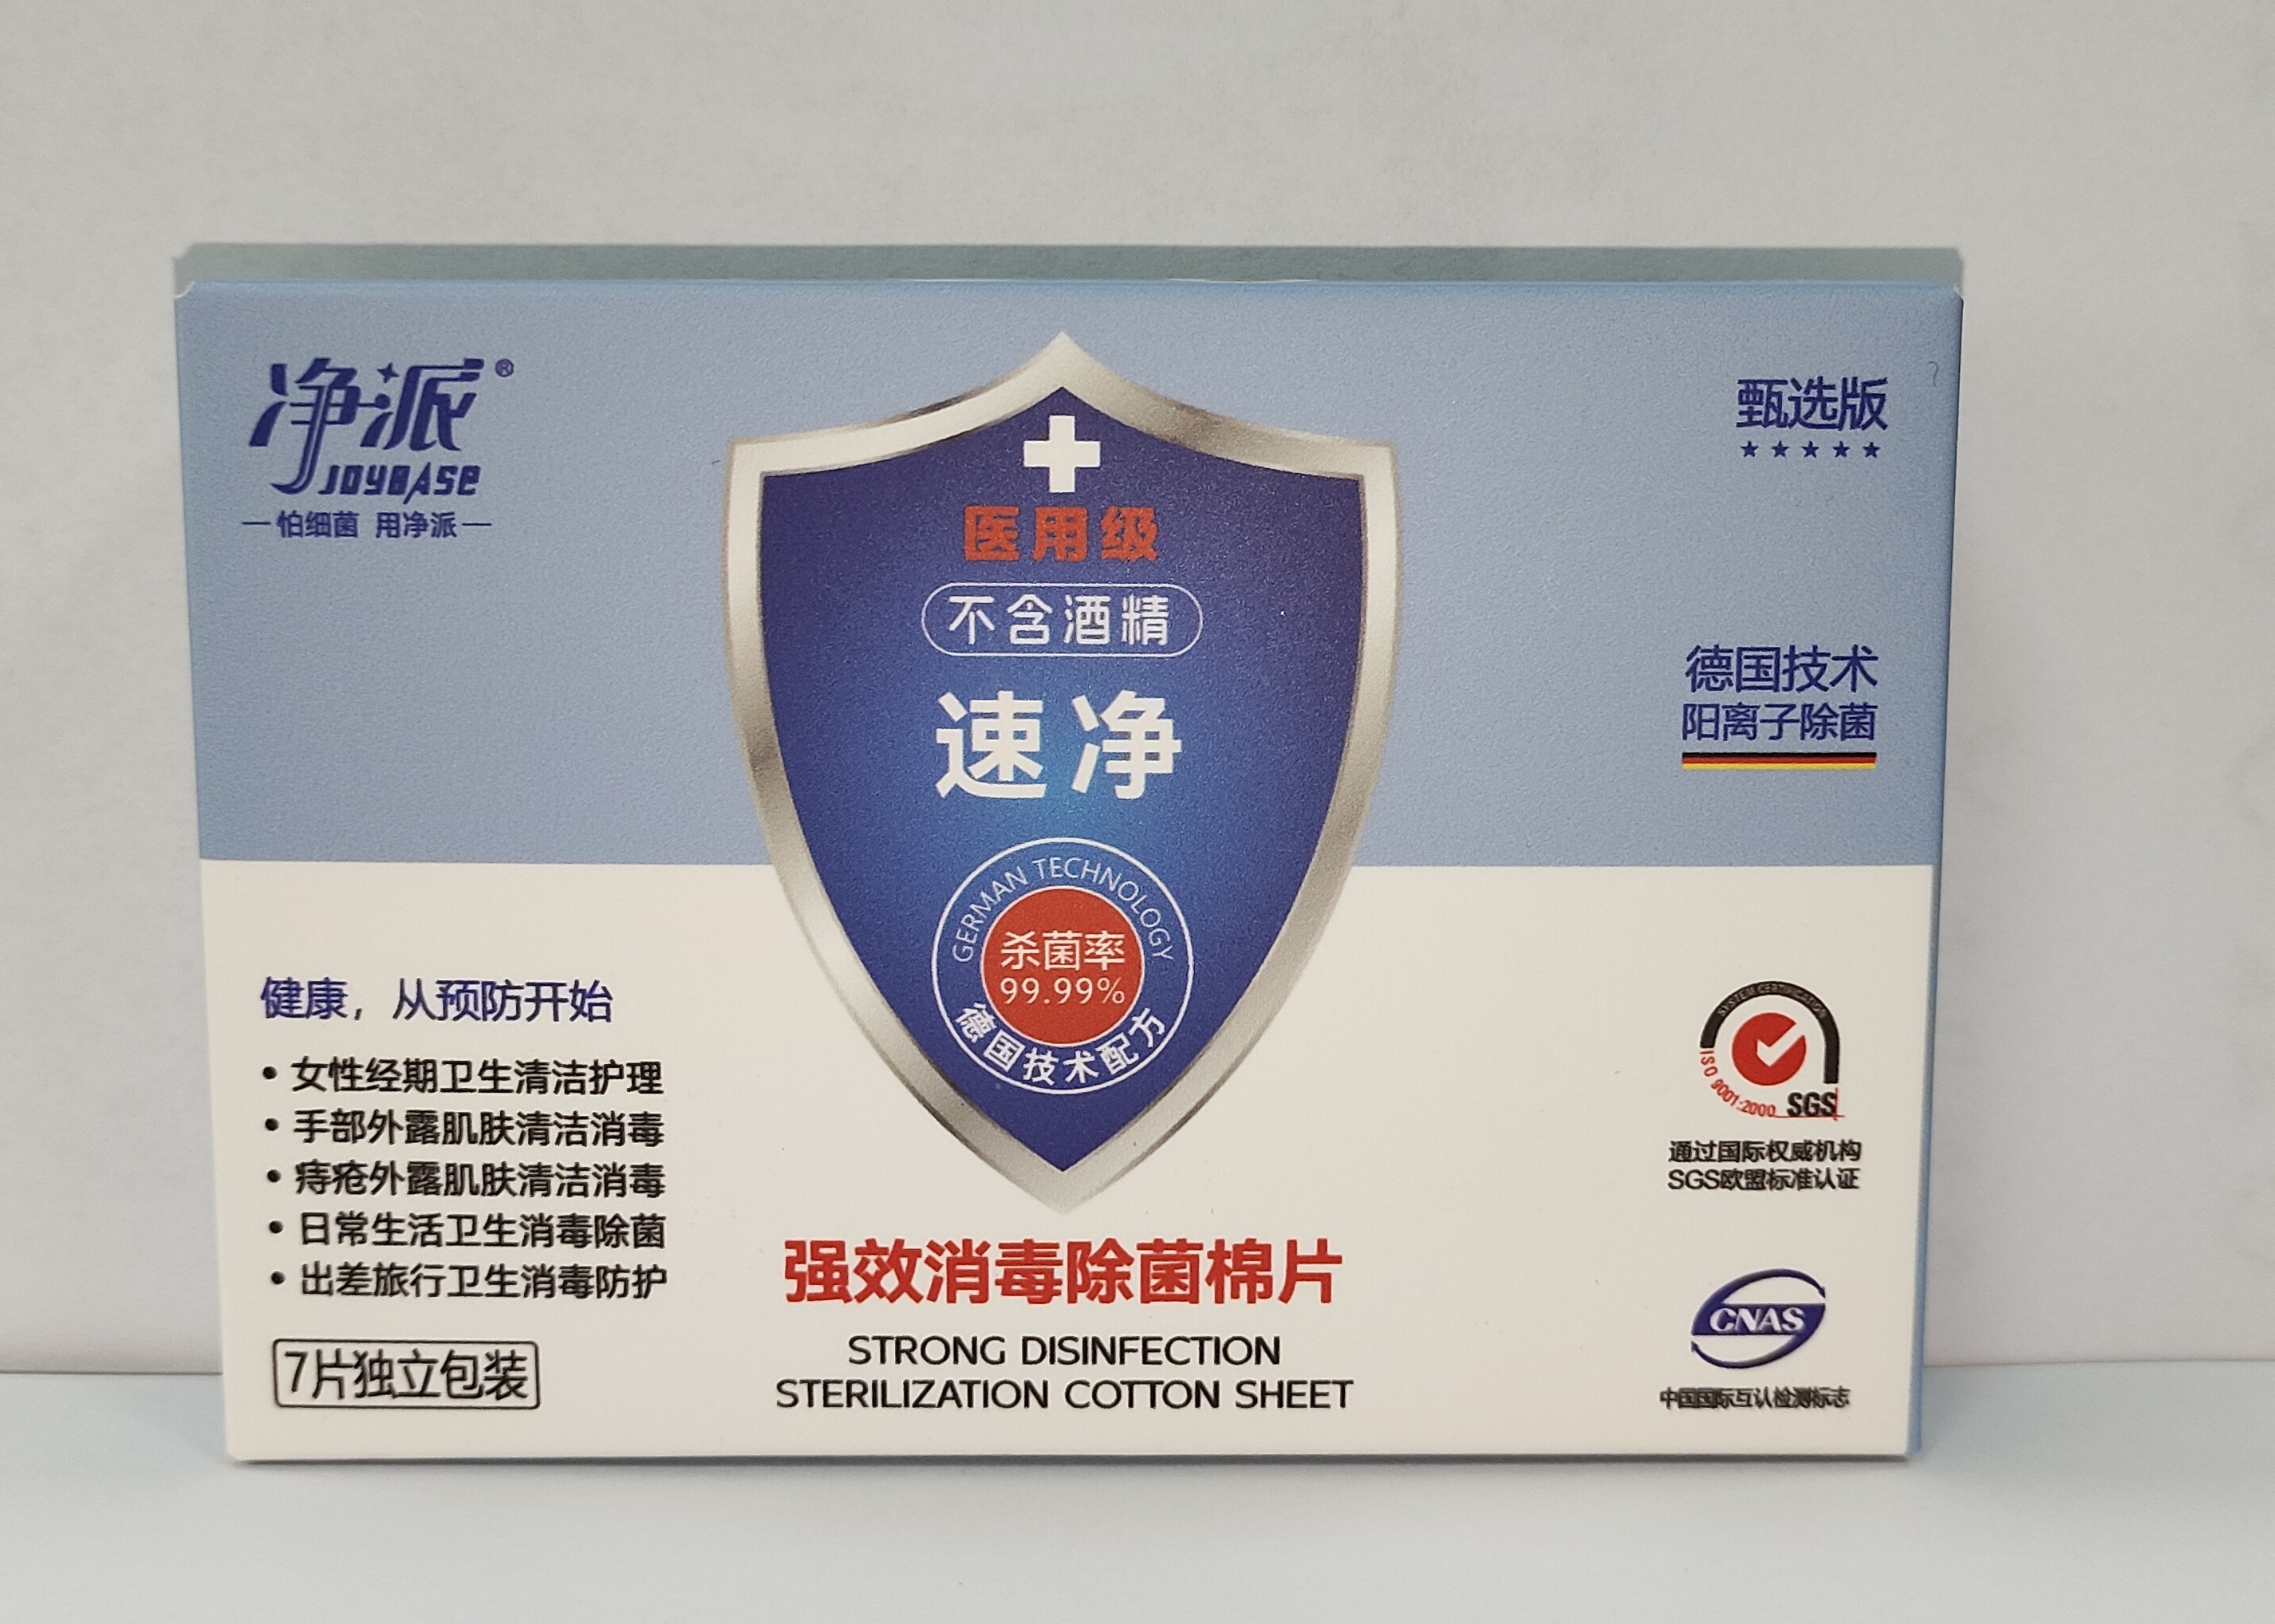 净派®
JOYBASE
怕细菌 用净派
甄选版
★★★★★
医用级
不含酒精
速净
德国技术
阳离子除菌
GERMAN TECHNOLOGY
杀菌率
99.99%
德国技术配方
健康，从预防开始
• 女性经期卫生清洁护理
• 手部外露肌肤清洁消毒
• 痔疮外露肌肤清洁消毒
• 日常生活卫生消毒除菌
• 出差旅行卫生消毒防护
7片独立包装
强效消毒除菌棉片
STRONG DISINFECTION
STERILIZATION COTTON SHEET
SYSTEM CERTIFICATION
ISO 9001:2000
SGS
通过国际权威机构
SGS欧盟标准认证
CNAS
中国国际互认检测标志